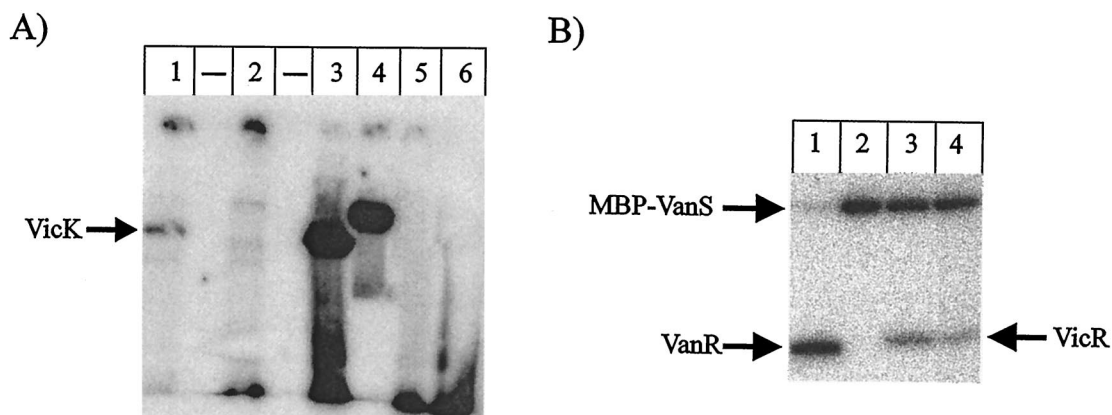 A)
1 — 2 — 3 4 5 6
VicK
B)
1 2 3 4
MBP-VanS
VanR
VicR